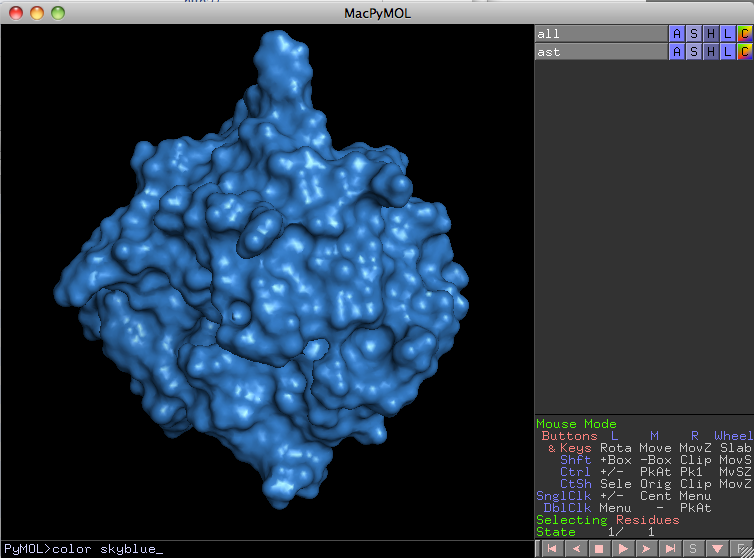 MacPyMOL
all A S H L C
ast A S H L C
Mouse Mode
Buttons L M R Wheel
& Keys Rota Move MovZ Slab
Shft +Box -Box Clip MovS
Ctrl +/- PkAt Pk1 MvSZ
CtSh Sele Orig Clip MovZ
SnglClk +/- Cent Menu
DblClk Menu - PkAt
Selecting Residues
State 1/ 1
PyMOL>color skyblue_
S F